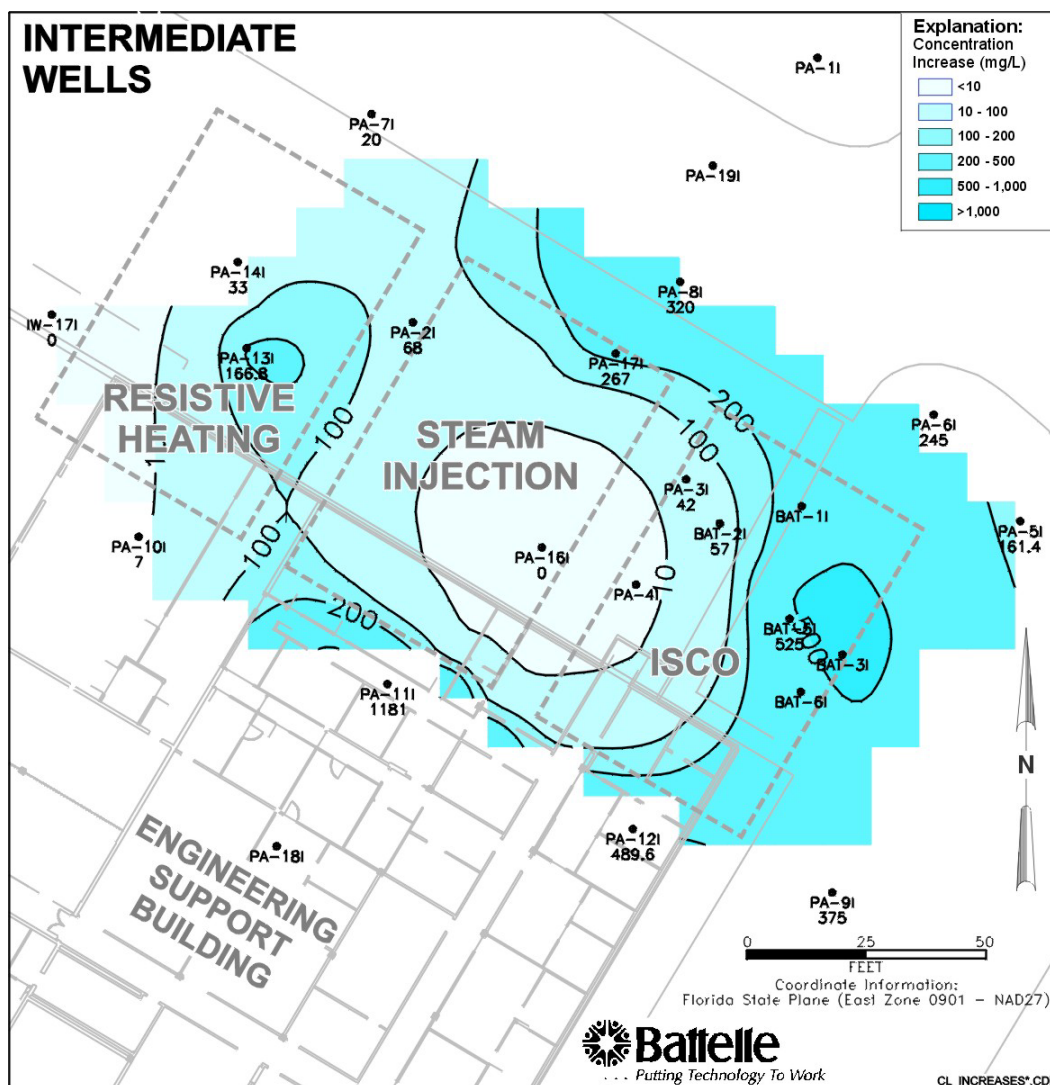 INTERMEDIATE
WELLS
Explanation:
Concentration
Increase (mg/L)
<10
10 - 100
100 - 200
200 - 500
500 - 1,000
>1,000
PA-1I
PA-7I
20
PA-19I
PA-14I
33
PA-8I
320
IW-17I
0
PA-2I
68
PA-13I
166.8
PA-17I
267
RESISTIVE
HEATING
STEAM
INJECTION
200
100
100
PA-6I
245
PA-3I
42
BAT-2I
57
BAT-1I
PA-5I
161.4
PA-10I
7
100
PA-16I
0
10
PA-4I
200
BAT-5I
525
BAT-3I
ISCO
BAT-6I
PA-11I
1181
PA-12I
489.6
PA-18I
ENGINEERING
SUPPORT
BUILDING
PA-9I
375
N
0 25 50
FEET
Coordinate Information:
Florida State Plane (East Zone 0901 - NAD27)
Battelle
. . . Putting Technology To Work
CL_INCREASES*.CD